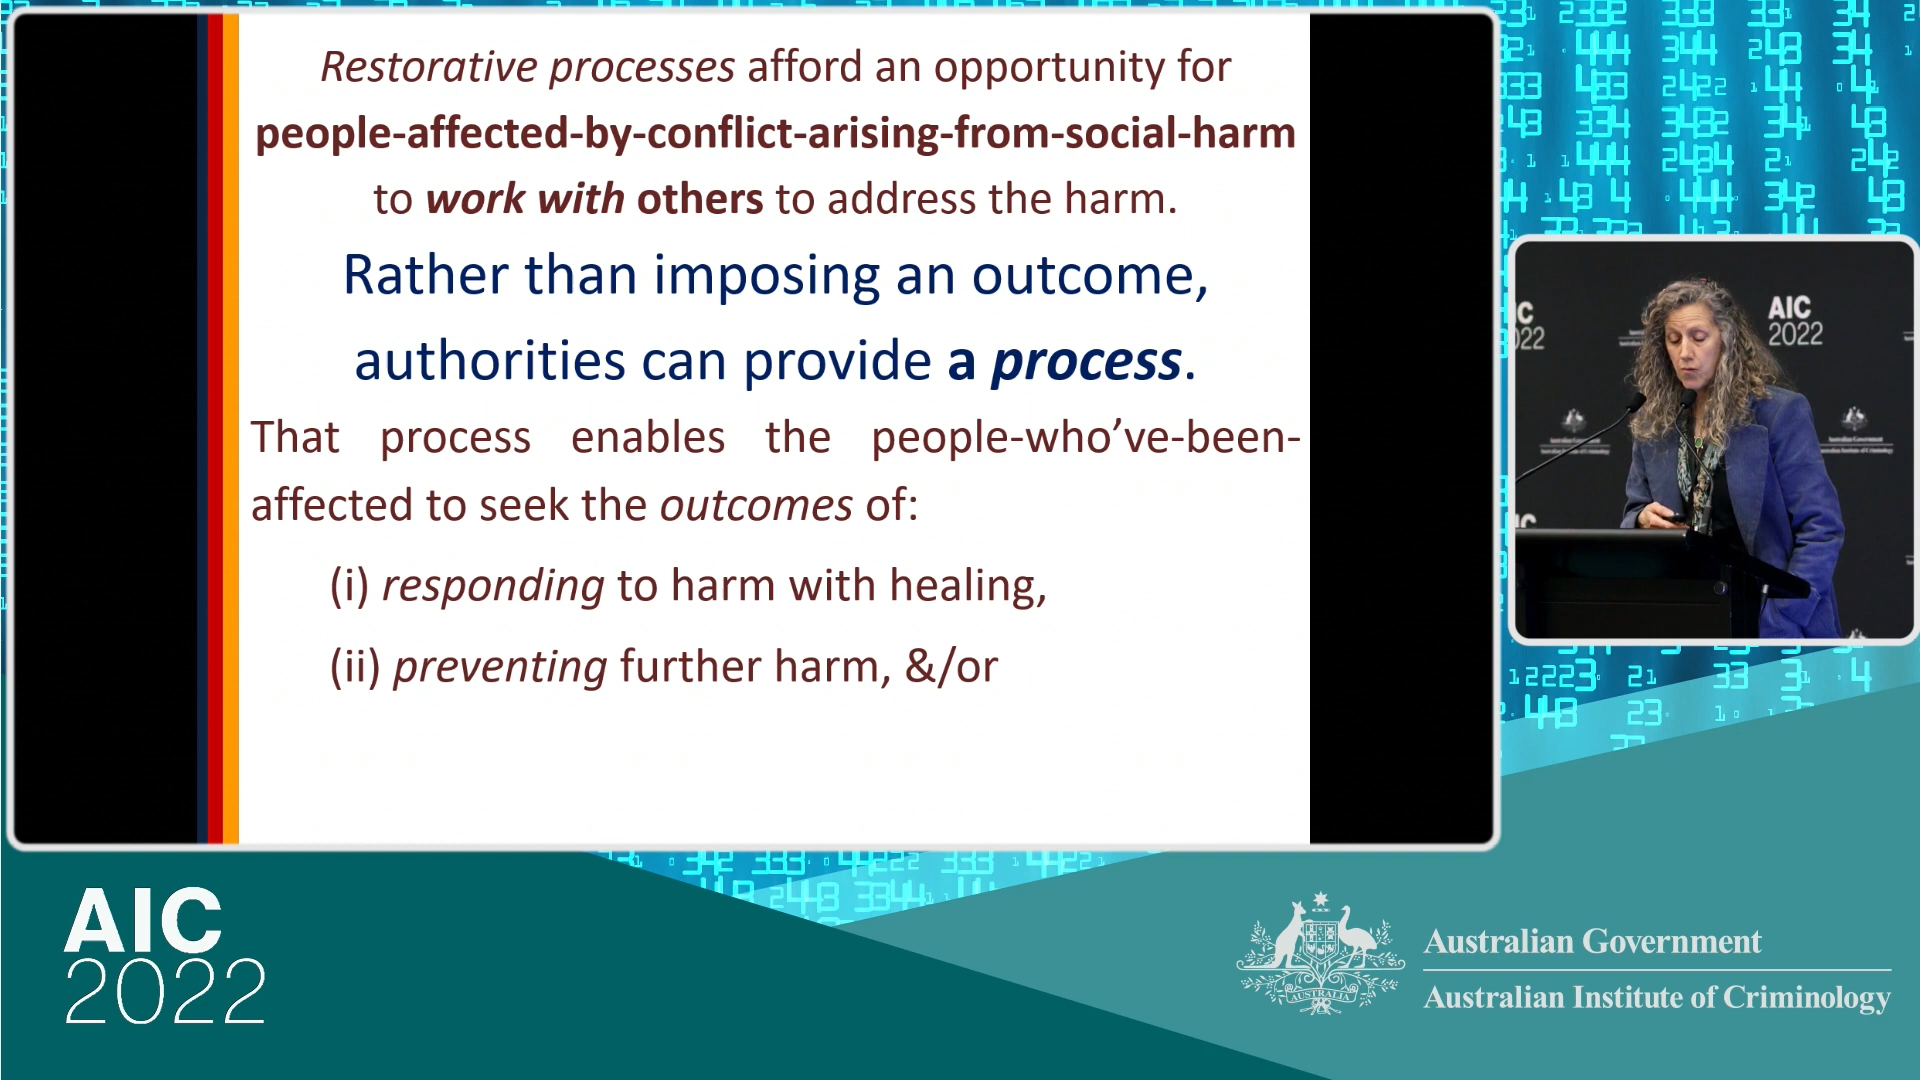 Restorative processes afford an opportunity for
people-affected-by-conflict-arising-from-social-harm
to work with others to address the harm.
Rather than imposing an outcome,
authorities can provide a process.
That process enables the people-who’ve-been-
affected to seek the outcomes of:
(i) responding to harm with healing,
(ii) preventing further harm, &/or
AIC
2022
AIC
2022
Australian Government
Australian Institute of Criminology
AUSTRALIA